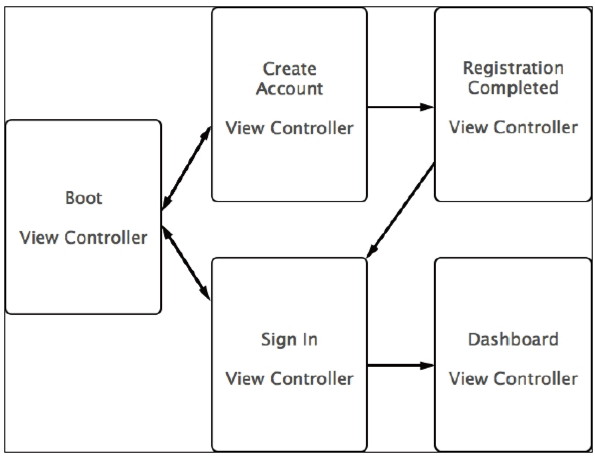 Create
Account
View Controller
Registration
Completed
View Controller
Boot
View Controller
Sign In
View Controller
Dashboard
View Controller